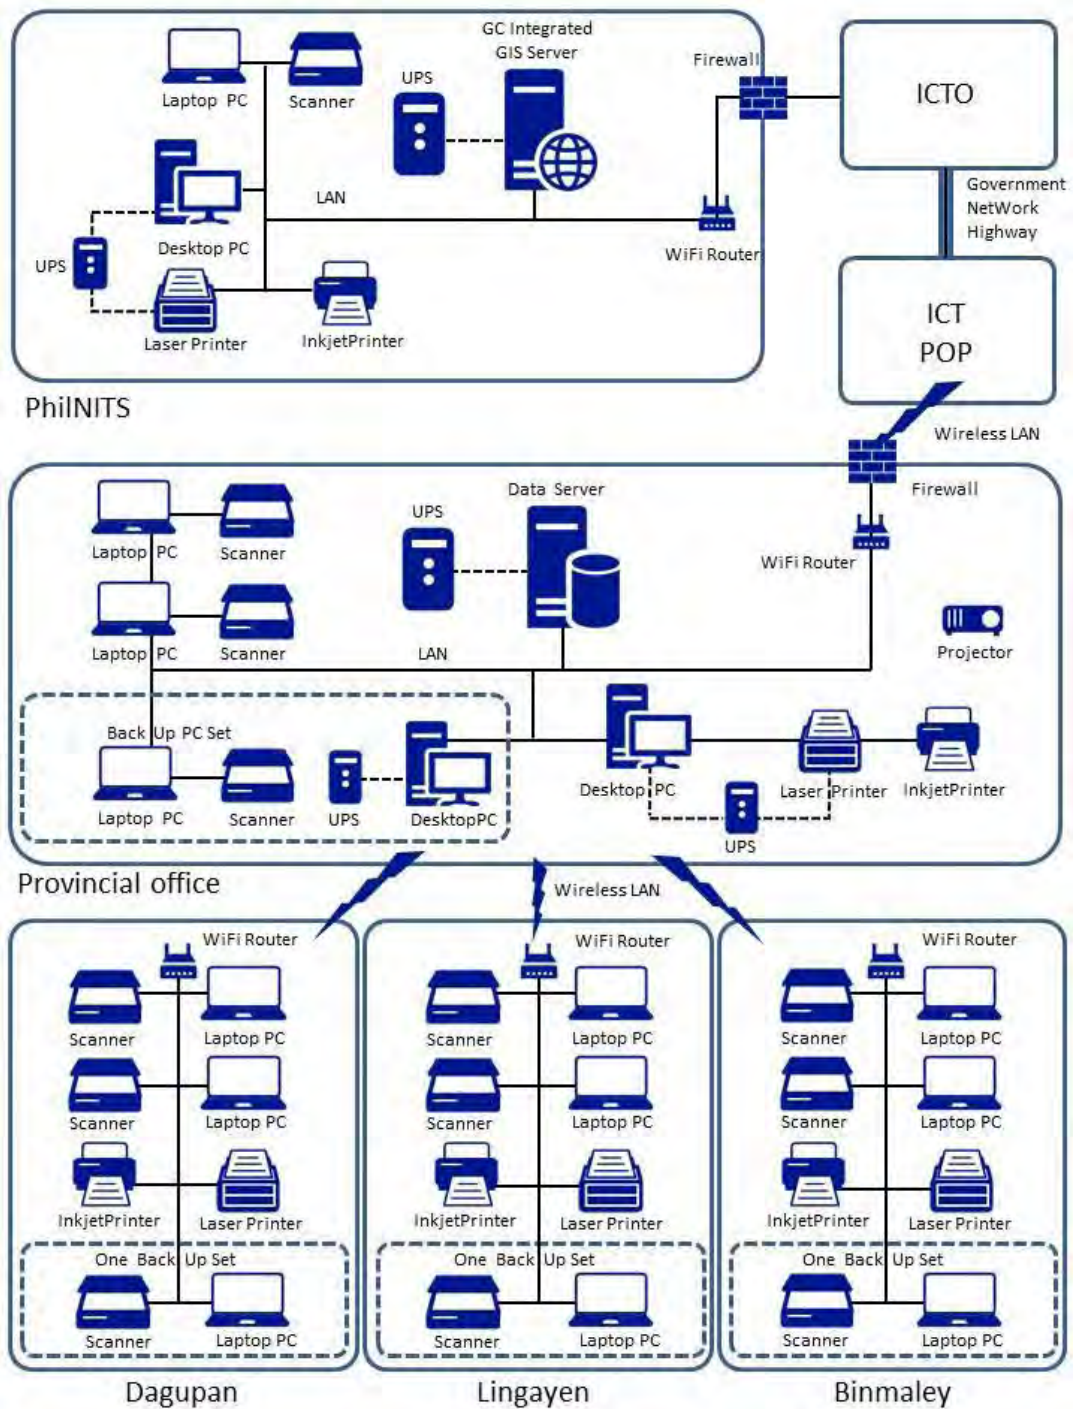 GC Integrated
GIS Server
Firewall
UPS
ICTO
Laptop PC
Scanner
Government
NetWork
Highway
LAN
Desktop PC
WiFi Router
UPS
ICT
POP
Laser Printer
InkjetPrinter
PhilNITS
Wireless LAN
Data Server
Firewall
UPS
Laptop PC
Scanner
WiFi Router
Laptop PC
Scanner
LAN
Projector
Back Up PC Set
Desktop PC
Laser Printer
InkjetPrinter
Laptop PC
Scanner
UPS
DesktopPC
UPS
Provincial office
Wireless LAN
WiFi Router
Scanner
Laptop PC
Scanner
Laptop PC
InkjetPrinter
Laser Printer
One Back Up Set
Scanner
Laptop PC
Dagupan
WiFi Router
Scanner
Laptop PC
Scanner
Laptop PC
InkjetPrinter
Laser Printer
One Back Up Set
Scanner
Laptop PC
Lingayen
WiFi Router
Scanner
Laptop PC
Scanner
Laptop PC
InkjetPrinter
Laser Printer
One Back Up Set
Scanner
Laptop PC
Binmaley